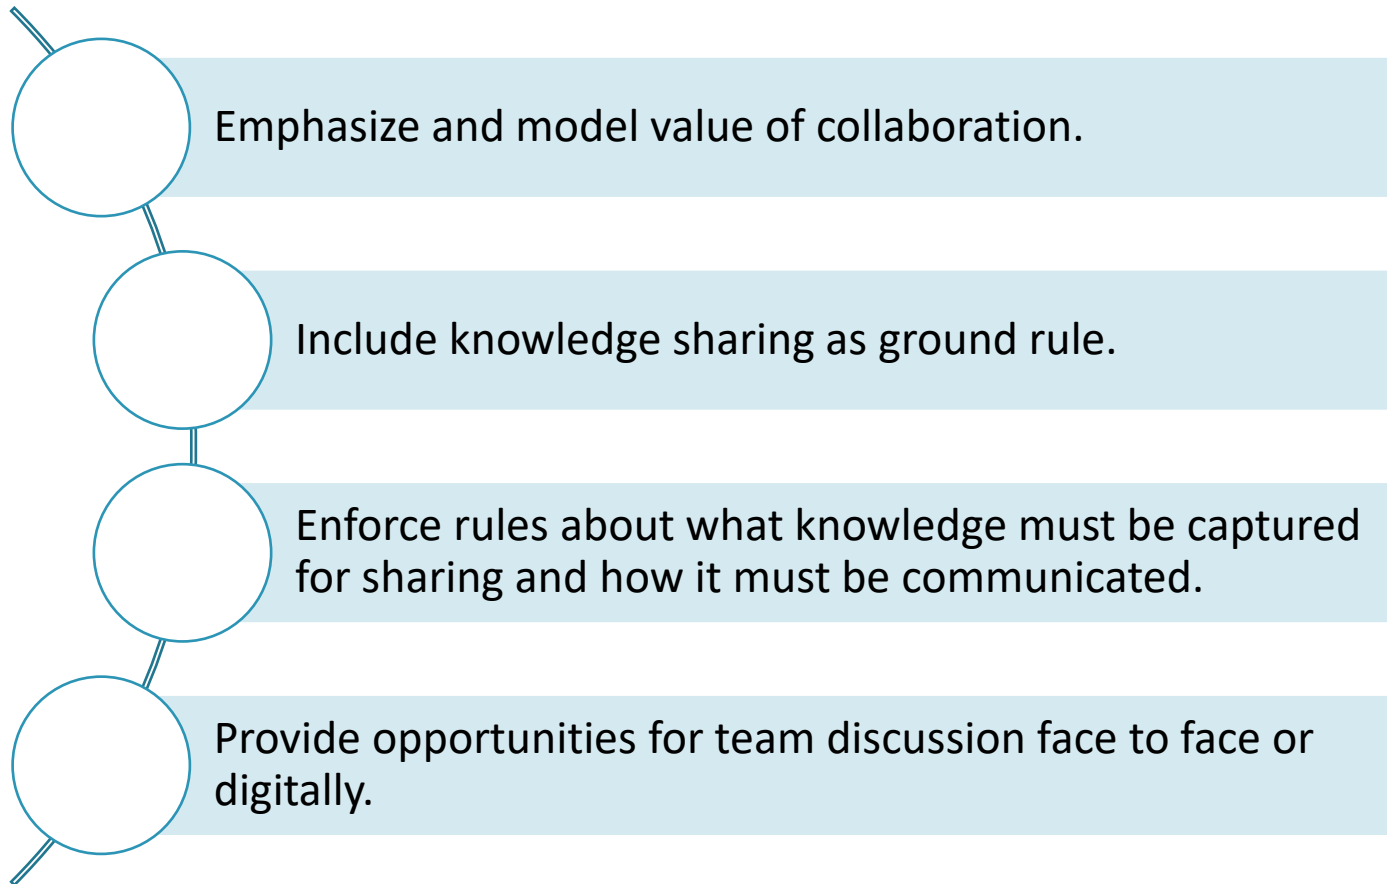 Emphasize and model value of collaboration.
Include knowledge sharing as ground rule.
Enforce rules about what knowledge must be captured
for sharing and how it must be communicated.
Provide opportunities for team discussion face to face or
digitally.